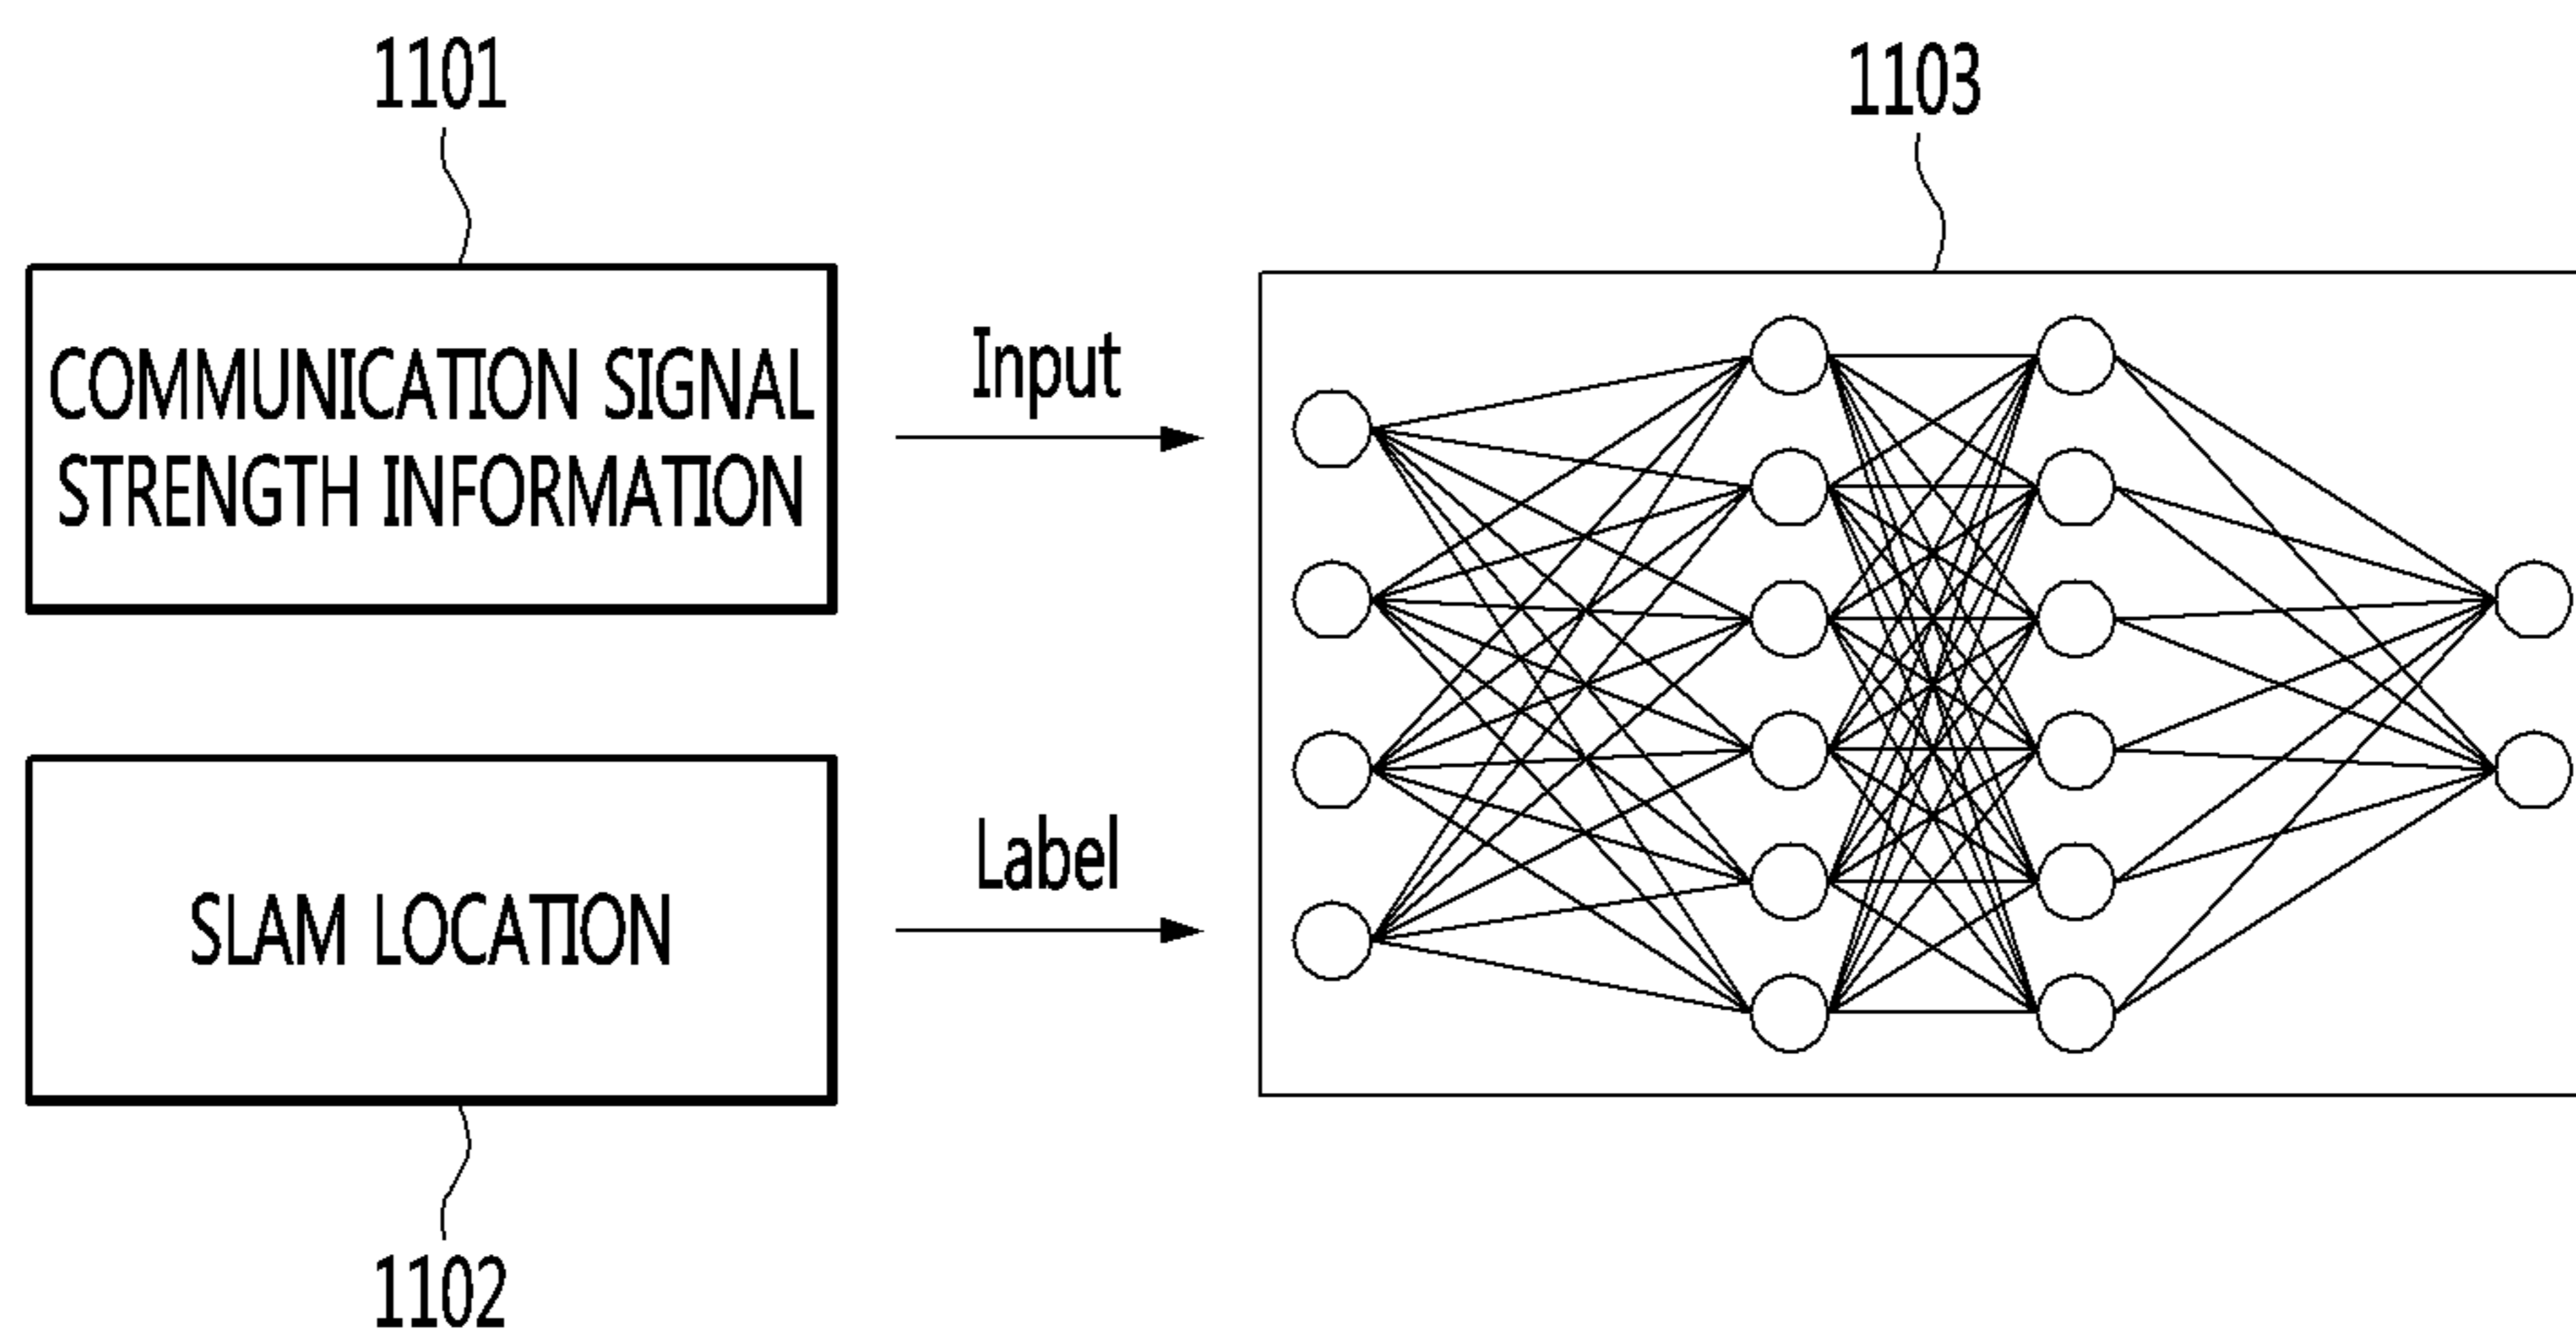 1101
1103
COMMUNICATION SIGNAL
STRENGTH INFORMATION
Input
SLAM LOCATION
Label
1102